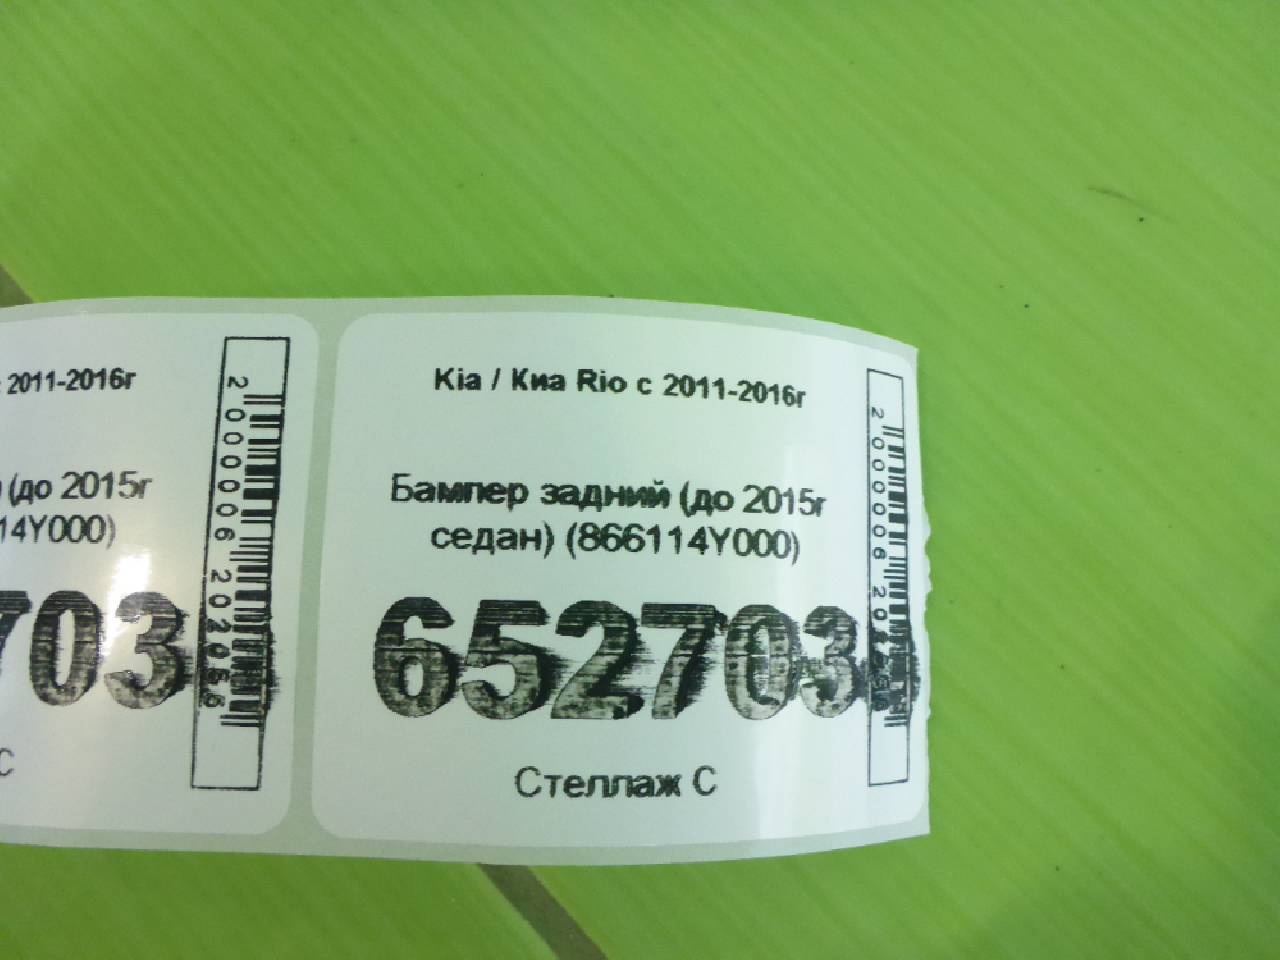 с 2011-2016г
(до 2015г
14Y000)
703
С
2000006202056
Kia / Киа Rio с 2011-2016г
Бампер задний (до 2015г
седан) (866114Y000)
652703
Стеллаж С